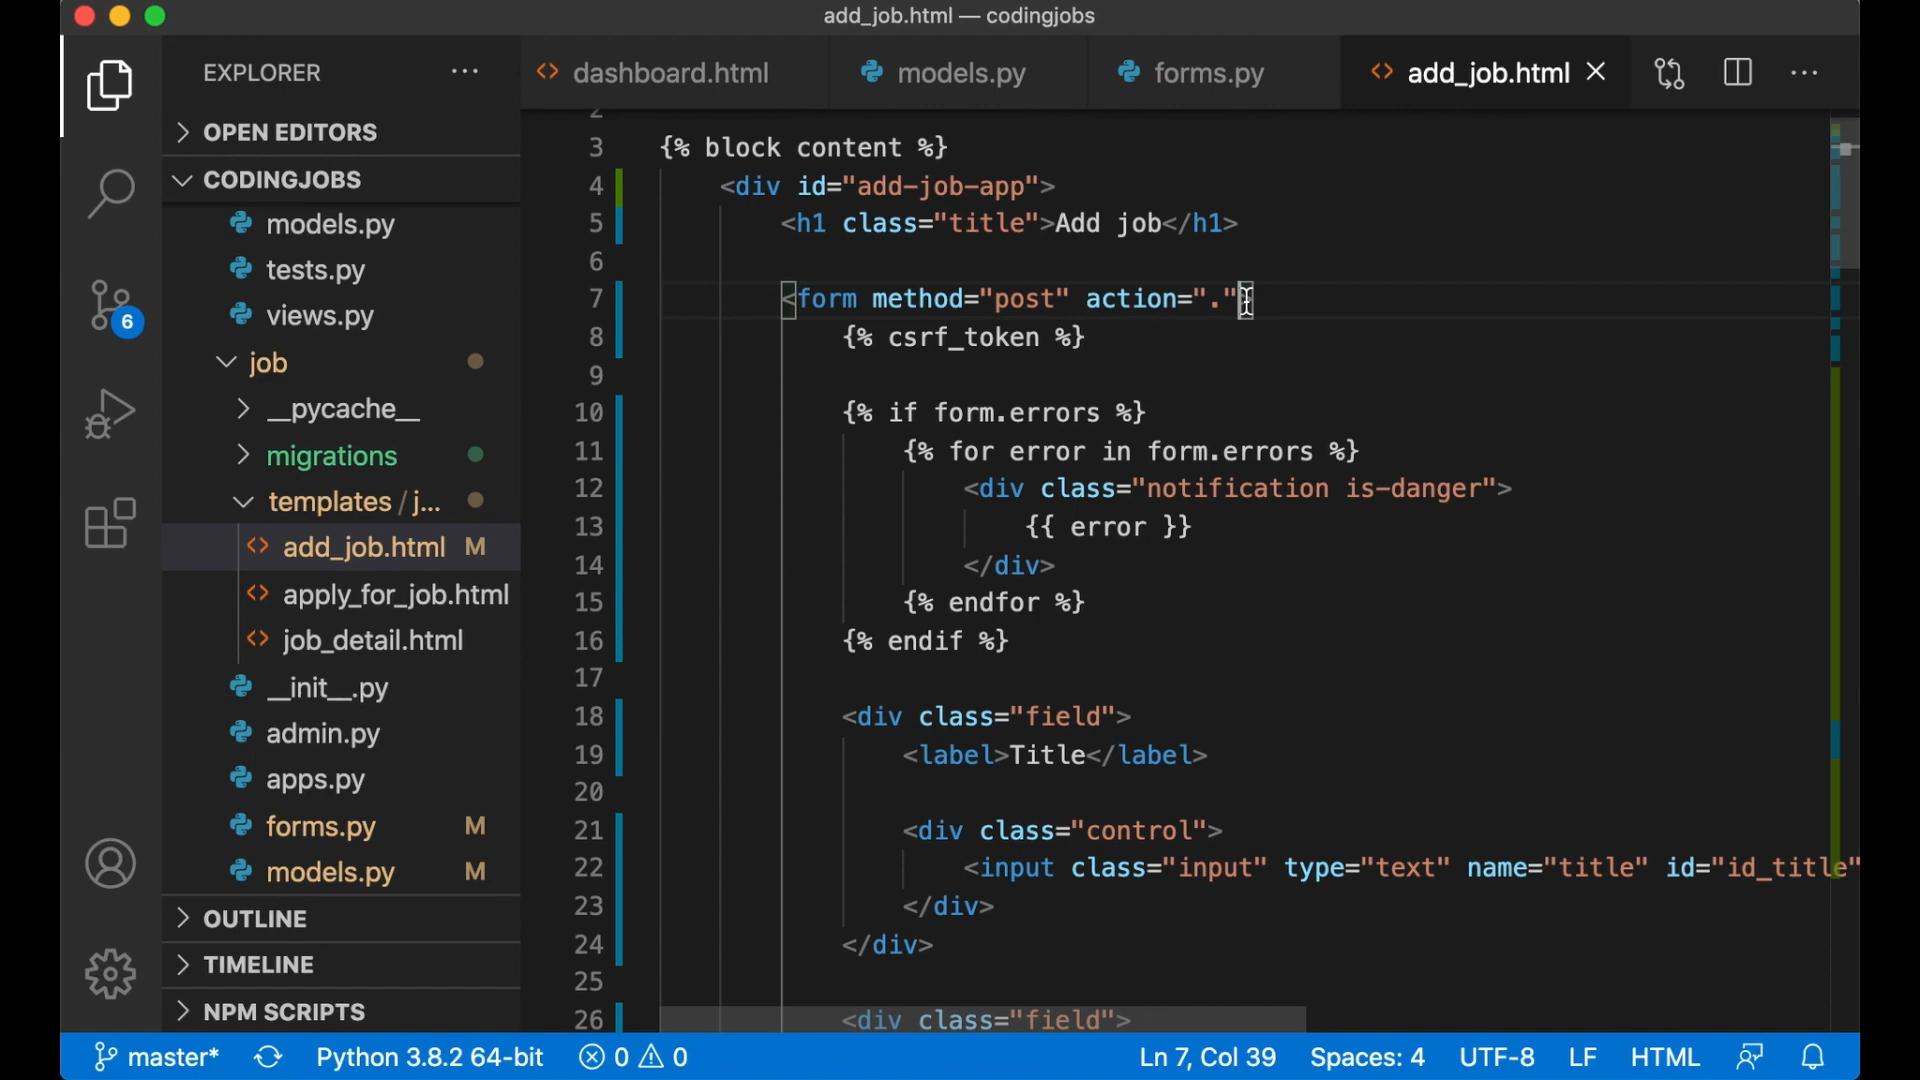 add_job.html — codingjobs
EXPLORER ···
OPEN EDITORS
CODINGJOBS
models.py
tests.py
views.py
job
__pycache__
migrations
templates / j...
add_job.html M
apply_for_job.html
job_detail.html
__init__.py
admin.py
apps.py
forms.py M
models.py M
OUTLINE
TIMELINE
NPM SCRIPTS
6
dashboard.html
models.py
forms.py
add_job.html
3 {% block content %}
4 <div id="add-job-app">
5 <h1 class="title">Add job</h1>
6
7 <form method="post" action="."
8 {% csrf_token %}
9
10 {% if form.errors %}
11 {% for error in form.errors %}
12 <div class="notification is-danger">
13 {{ error }}
14 </div>
15 {% endfor %}
16 {% endif %}
17
18 <div class="field">
19 <label>Title</label>
20
21 <div class="control">
22 <input class="input" type="text" name="title" id="id_title"
23 </div>
24 </div>
25
26 <div class="field">
master* Python 3.8.2 64-bit 0 0 Ln 7, Col 39 Spaces: 4 UTF-8 LF HTML